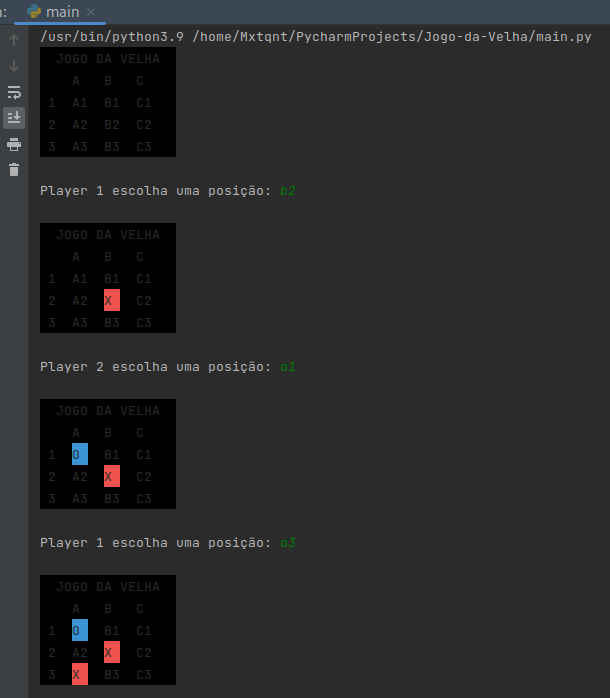 : main ×
/usr/bin/python3.9 /home/Mxtqnt/PycharmProjects/Jogo-da-Velha/main.py
JOGO DA VELHA
A B C
1 A1 B1 C1
2 A2 B2 C2
3 A3 B3 C3
Player 1 escolha uma posição: b2
JOGO DA VELHA
A B C
1 A1 B1 C1
2 A2 X C2
3 A3 B3 C3
Player 2 escolha uma posição: a1
JOGO DA VELHA
A B C
1 O B1 C1
2 A2 X C2
3 A3 B3 C3
Player 1 escolha uma posição: a3
JOGO DA VELHA
A B C
1 O B1 C1
2 A2 X C2
3 X B3 C3